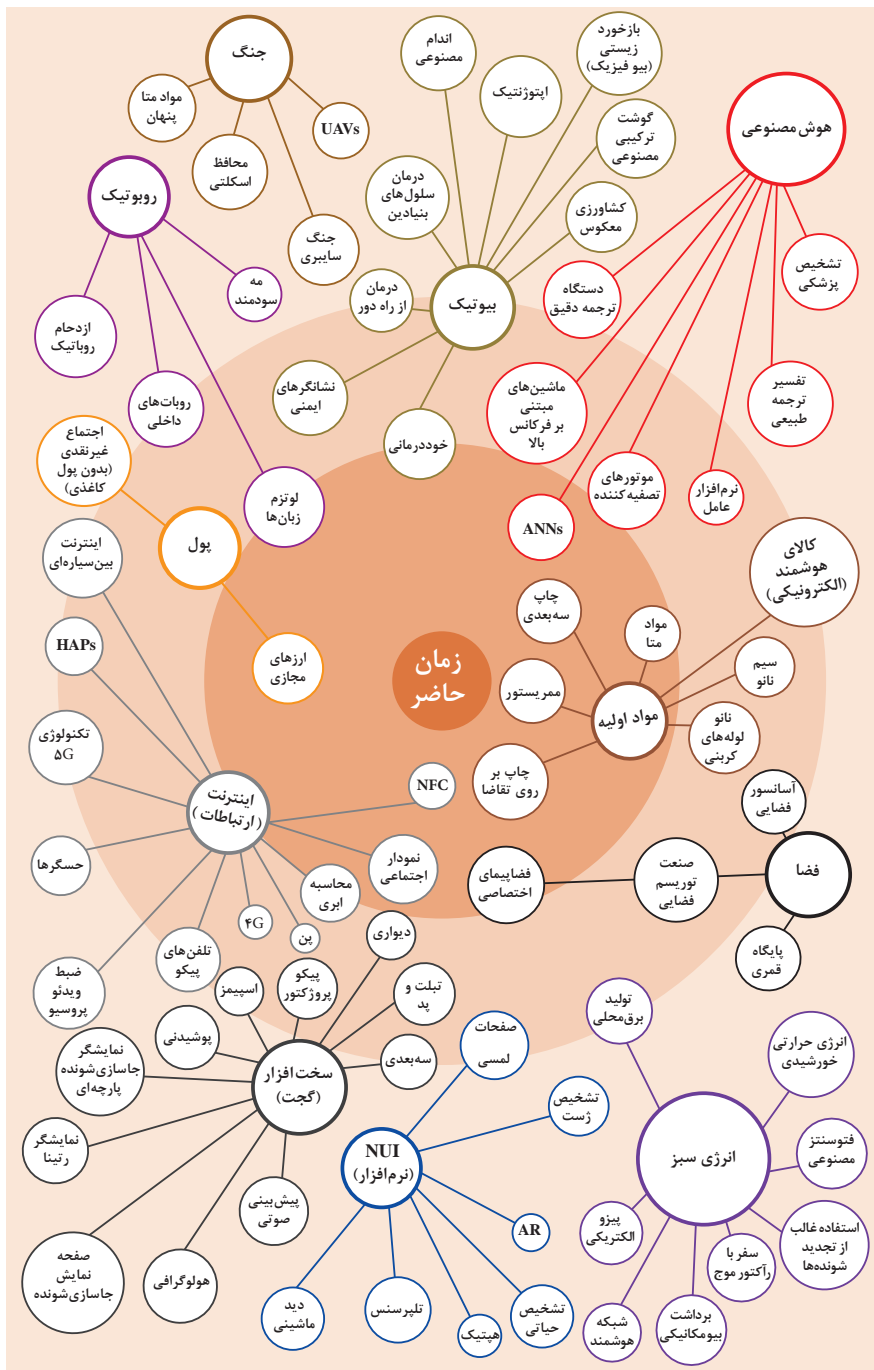 جنگ
مواد متا
پنهان
محافظ
اسکلتی
جنگ
سایبری
UAVs
روبوتیک
ازدحام
روباتیک
روبات‌های
داخلی
مه
سودمند
لوتزم
زبان‌ها
بیوتیک
اندام
مصنوعی
اپتوژنتیک
بازخورد
زیستی
(بیو فیزیک)
گوشت
ترکیبی
مصنوعی
کشاورزی
معکوس
درمان
سلول‌های
بنیادین
درمان
از راه دور
نشانگرهای
ایمنی
خوددرمانی
هوش مصنوعی
تشخیص
پزشکی
تفسیر
ترجمه
طبیعی
نرم‌افزار
عامل
موتورهای
تصفیه‌کننده
ANNs
ماشین‌های
مبتنی
بر فرکانس
بالا
دستگاه
ترجمه دقیق
پول
اجتماع
غیرنقدی
(بدون پول
کاغذی)
ارزهای
مجازی
زمان
حاضر
مواد اولیه
چاپ
سه‌بعدی
مواد
متا
کالای
هوشمند
(الکترونیکی)
سیم
نانو
نانو
لوله‌های
کربنی
ممریستور
چاپ بر
روی تقاضا
اینترنت
(ارتباطات)
اینترنت
بین‌سیاره‌ای
HAPs
تکنولوژی
۵G
حسگرها
ضبط
ویدئو
پروسیو
تلفن‌های
پیکو
۴G
پن
محاسبه
ابری
نمودار
اجتماعی
NFC
فضا
آسانسور
فضایی
صنعت
توریسم
فضایی
فضاپیمای
اختصاصی
پایگاه
قمری
سخت‌افزار
(گجت)
دیواری
پیکو
پروژکتور
اسپیمز
پوشیدنی
تبلت و
پد
سه‌بعدی
نمایشگر
جاسازی‌شونده
پارچه‌ای
نمایشگر
رتینا
صفحه
نمایش
جاسازی‌شونده
هولوگرافی
پیش‌بینی
صوتی
NUI
(نرم‌افزار)
صفحات
لمسی
تشخیص
ژست
AR
تشخیص
حیاتی
هپتیک
تلپرسنس
دید
ماشینی
انرژی سبز
تولید
برق‌محلی
انرژی حرارتی
خورشیدی
فتوسنتز
مصنوعی
استفاده غالب
از تجدید
شونده‌ها
سفر با
رآکتور موج
برداشت
بیومکانیکی
شبکه
هوشمند
پیزو
الکتریکی